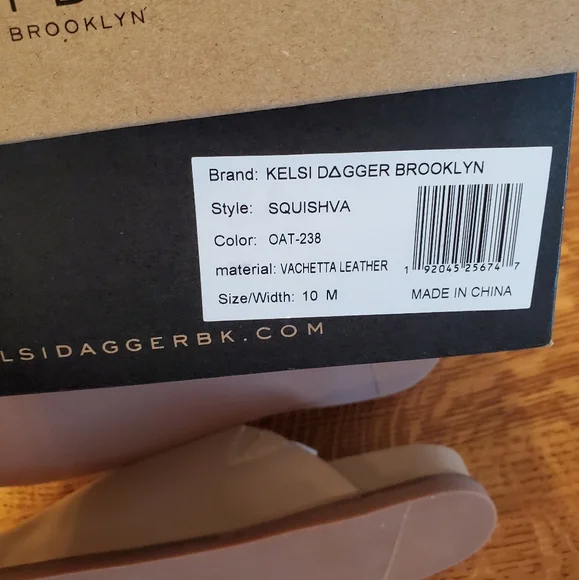 BROOKLYN
Brand: KELSI D∆GGER BROOKLYN
Style: SQUISHVA
Color: OAT-238
material: VACHETTA LEATHER
1 92045 25674 7
Size/Width: 10 M
MADE IN CHINA
LSIDAGGERBK.COM